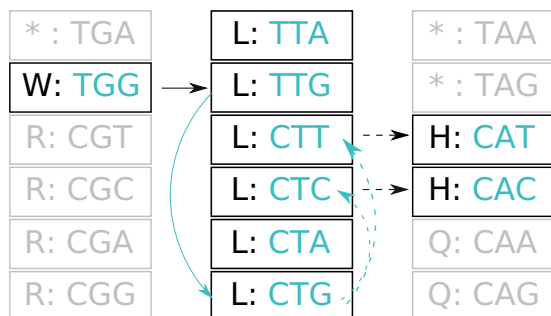 * : TGA
W: TGG
R: CGT
R: CGC
R: CGA
R: CGG
L: TTA
L: TTG
L: CTT
L: CTC
L: CTA
L: CTG
* : TAA
* : TAG
H: CAT
H: CAC
Q: CAA
Q: CAG